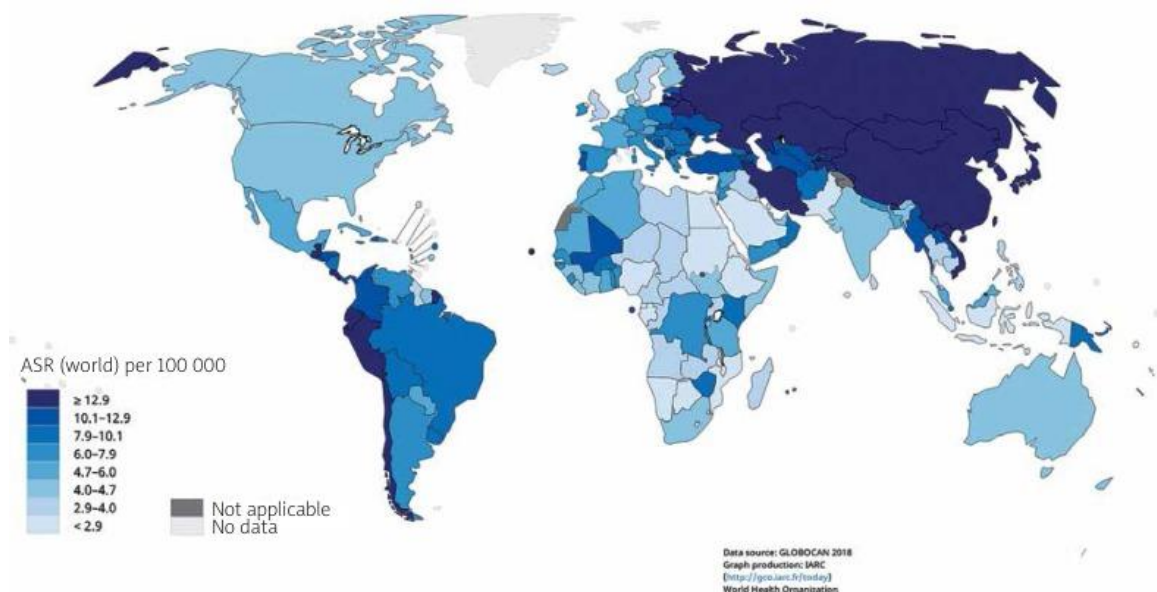 ASR (world) per 100 000
≥ 12.9
10.1–12.9
7.9–10.1
6.0–7.9
4.7–6.0
4.0–4.7
2.9–4.0
< 2.9
Not applicable
No data
Data source: GLOBOCAN 2018
Graph production: IARC
(http://gco.iarc.fr/today)
World Health Organization